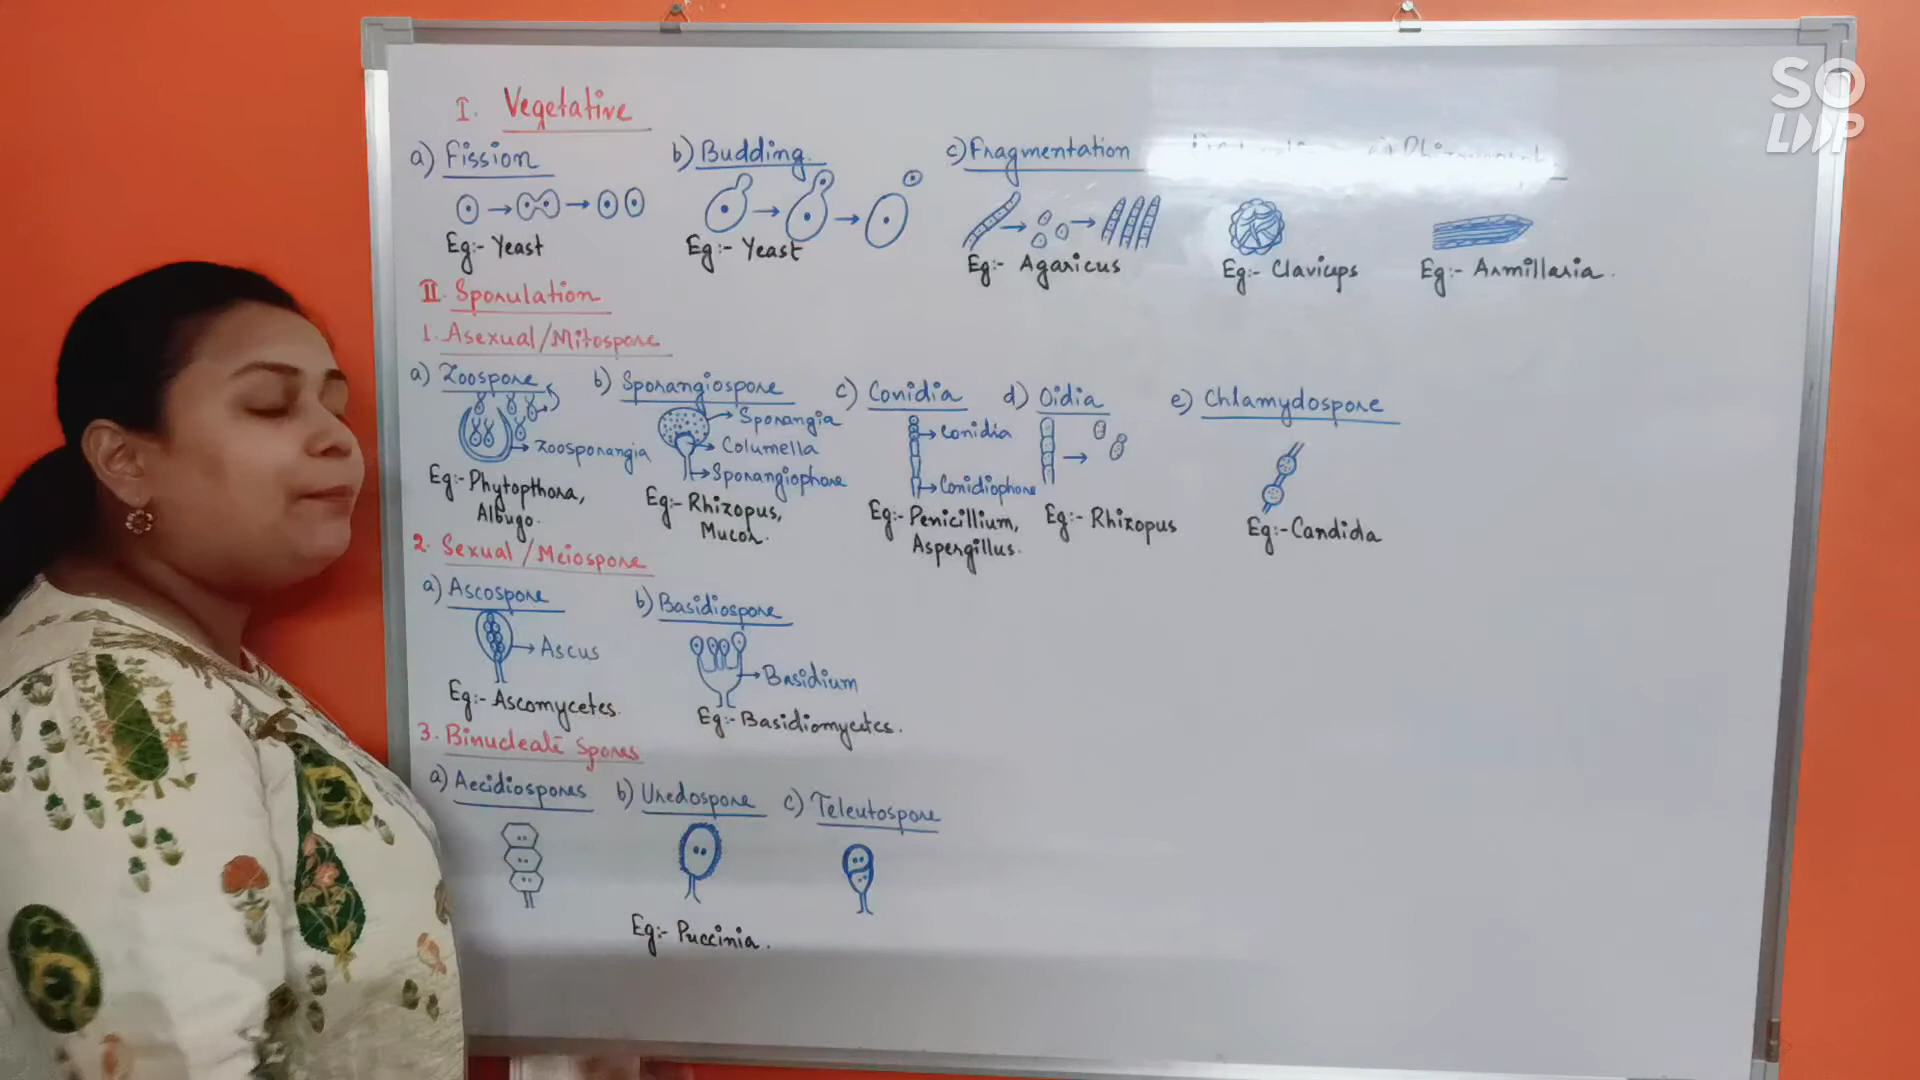 I. Vegetative
a) Fission
b) Budding
c) Fragmentation
Eg:- Yeast
Eg:- Yeast
Eg:- Agaricus
Eg:- Claviceps
Eg:- Armillaria.
II. Sporulation
1. Asexual/Mitospore
a) Zoospore
b) Sporangiospore
c) Conidia
d) Oidia
e) Chlamydospore
Zoosporangia
Sporangia
Columella
Sporangiophore
Conidia
Conidiophore
Eg:- Phytopthora,
Albugo.
Eg:- Rhizopus,
Mucor.
Eg:- Penicillium,
Aspergillus.
Eg:- Rhizopus
Eg:- Candida
2. Sexual/Meiospore
a) Ascospore
b) Basidiospore
Ascus
Basidium
Eg:- Ascomycetes.
Eg:- Basidiomycetes.
3. Binucleate Spores
a) Aecidiospores
b) Uredospore
c) Teleutospore
Eg:- Puccinia.